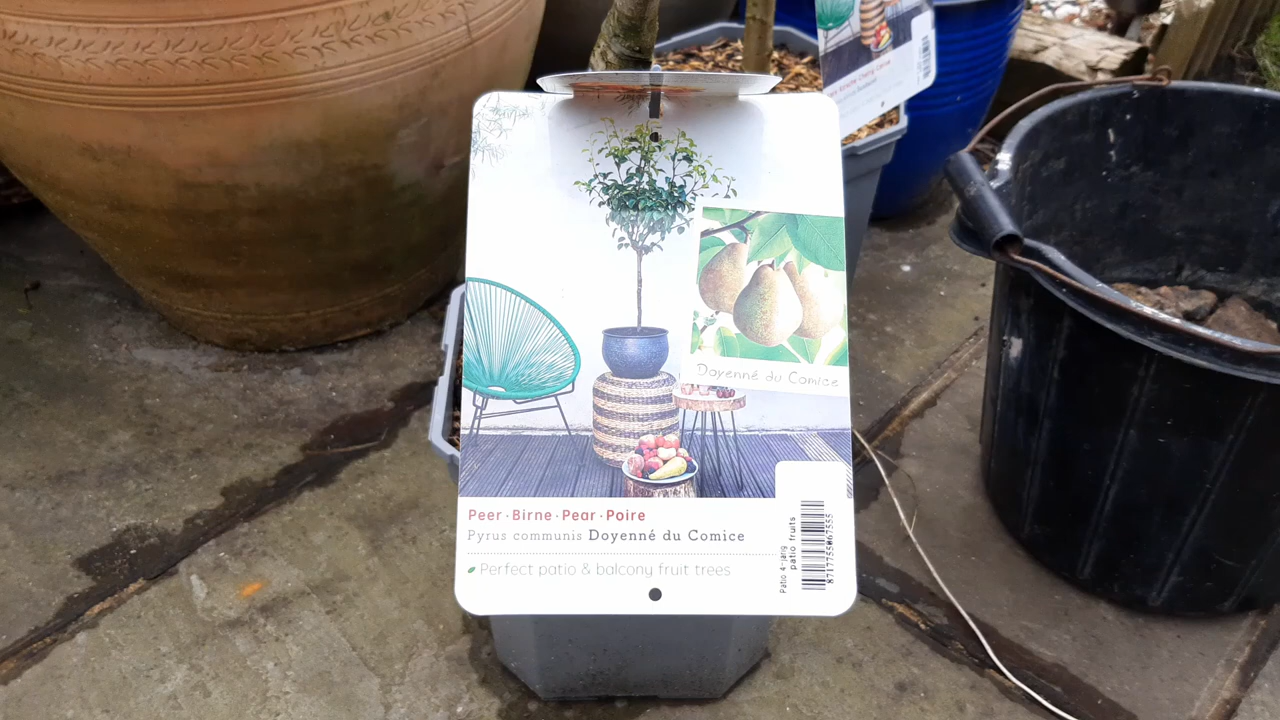 Doyenné du Comice
Peer · Birne · Pear · Poire
Pyrus communis Doyenné du Comice
Perfect patio & balcony fruit trees
Patio 4-jarig
patio fruits